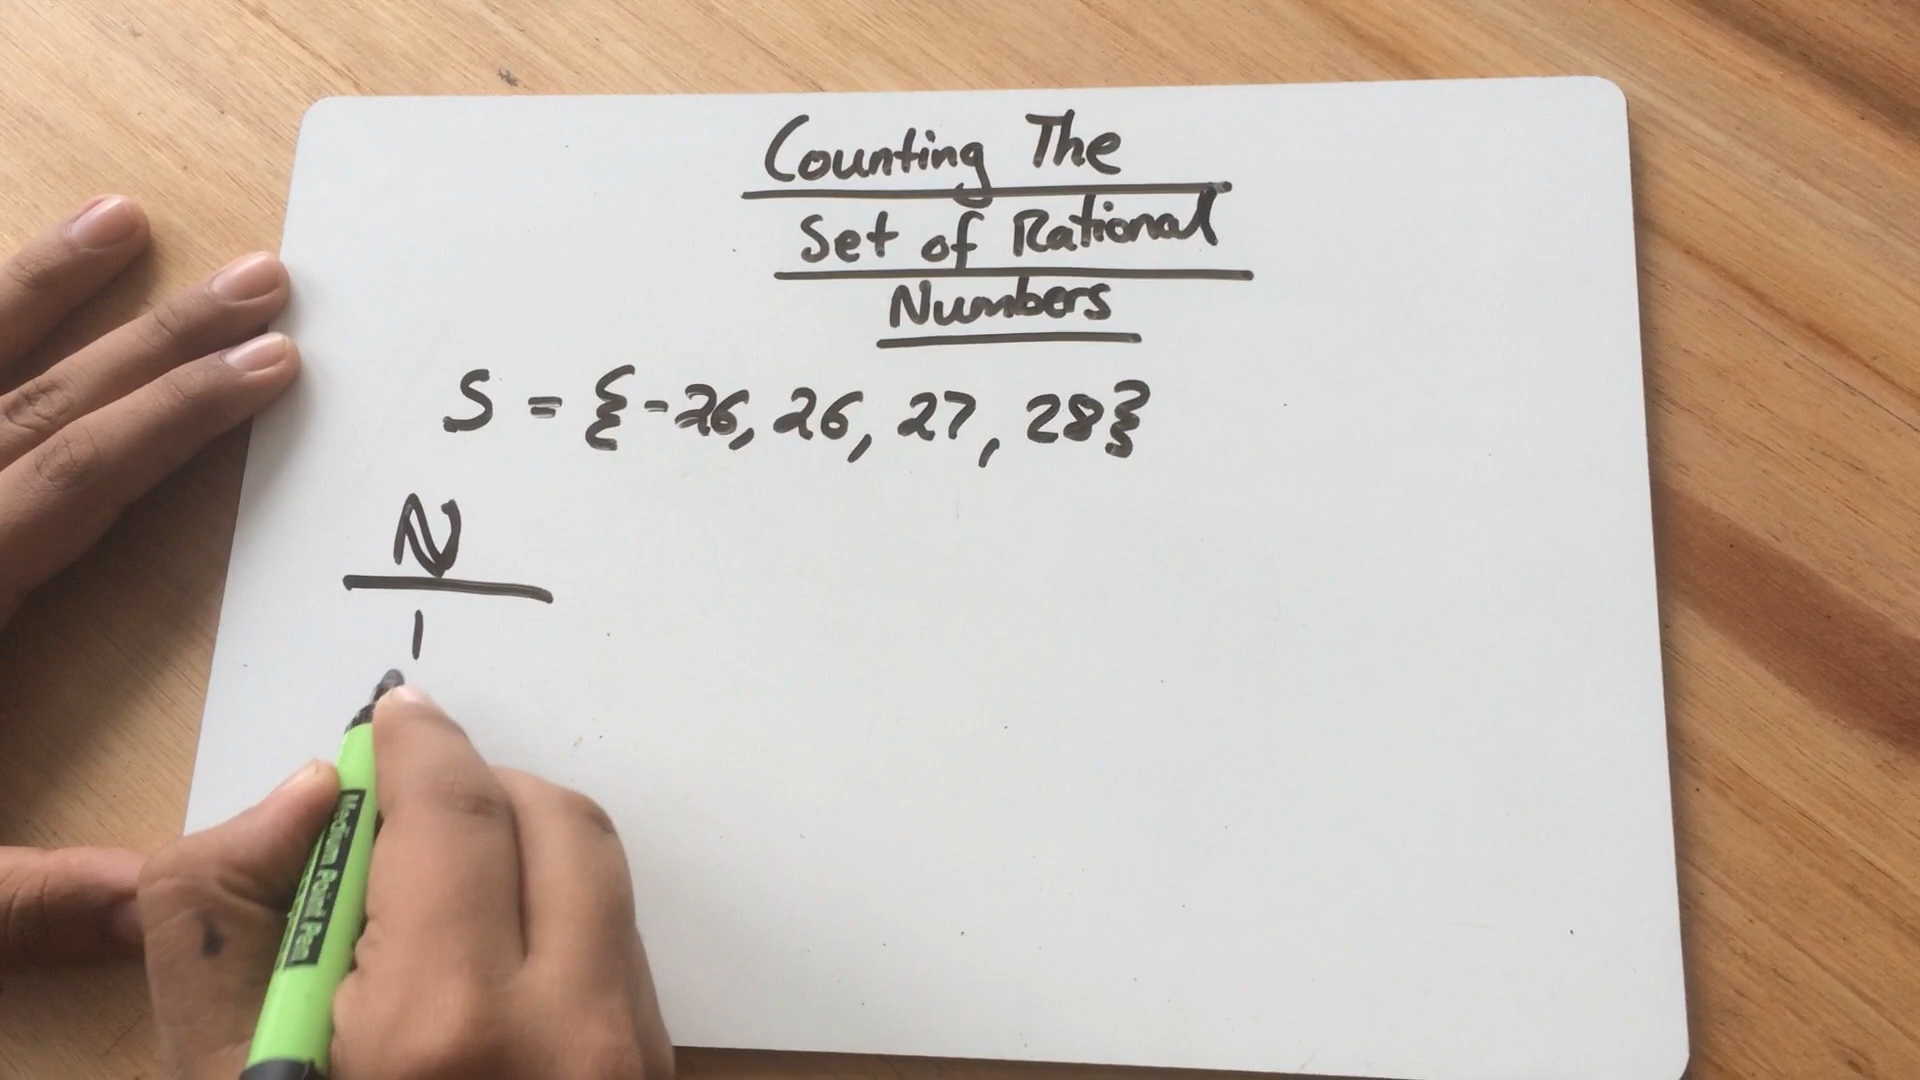 Counting The
Set of Rational
Numbers
S = {-26, 26, 27, 28}
N
1
Medium Point Pen